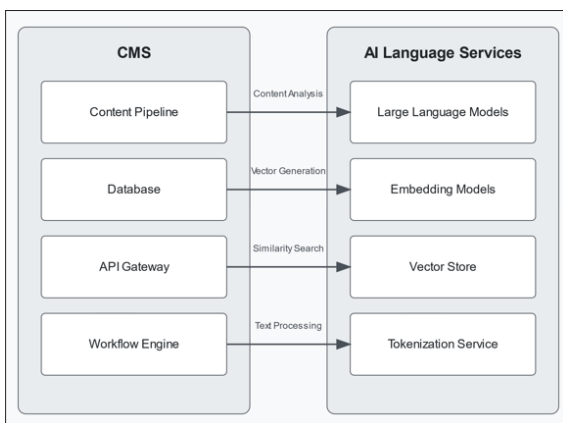 CMS
AI Language Services
Content Pipeline
Content Analysis
Large Language Models
Database
Vector Generation
Embedding Models
API Gateway
Similarity Search
Vector Store
Workflow Engine
Text Processing
Tokenization Service